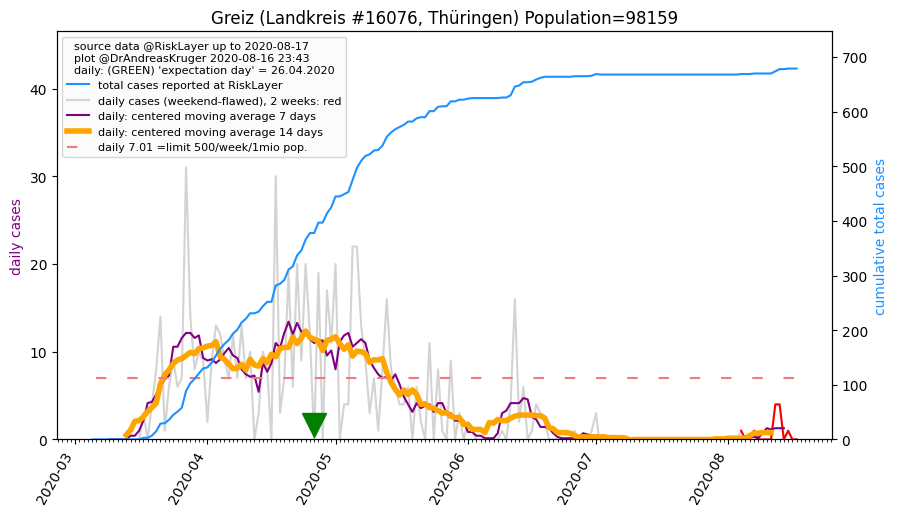 Greiz (Landkreis #16076, Thüringen) Population=98159
source data @RiskLayer up to 2020-08-17
plot @DrAndreasKruger 2020-08-16 23:43
daily: (GREEN) 'expectation day' = 26.04.2020
total cases reported at RiskLayer
daily cases (weekend-flawed), 2 weeks: red
daily: centered moving average 7 days
daily: centered moving average 14 days
daily 7.01 =limit 500/week/1mio pop.
daily cases
40
30
20
10
0
cumulative total cases
700
600
500
400
300
200
100
0
2020-03
2020-04
2020-05
2020-06
2020-07
2020-08